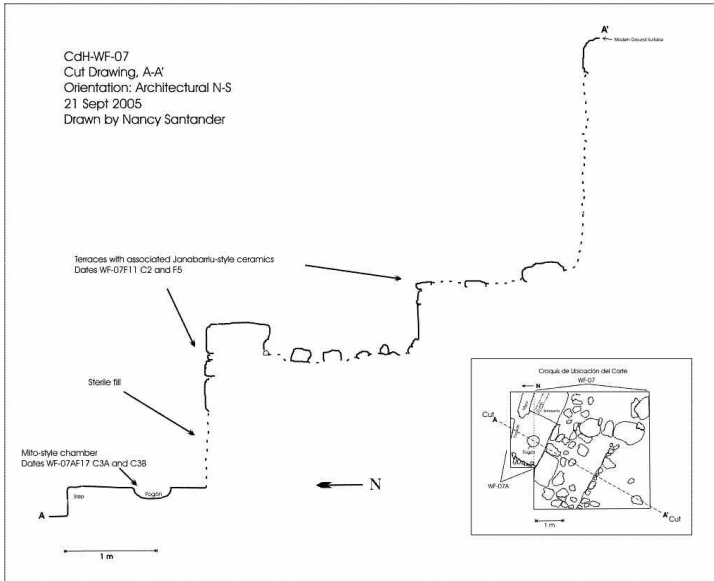 CdH-WF-07
Cut Drawing, A-A'
Orientation: Architectural N-S
21 Sept 2005
Drawn by Nancy Santander
A'
Modern Ground Surface
Terraces with associated Janabarriu-style ceramics
Dates WF-07F11 C2 and F5
Sterile fill
Mito-style chamber
Dates WF-07AF17 C3A and C3B
Step
Fogón
N
A
1 m
Croquis de Ubicación del Corte
WF-07
N
Cut
A
Fogón
WF-07A
A'
Cut
1 m